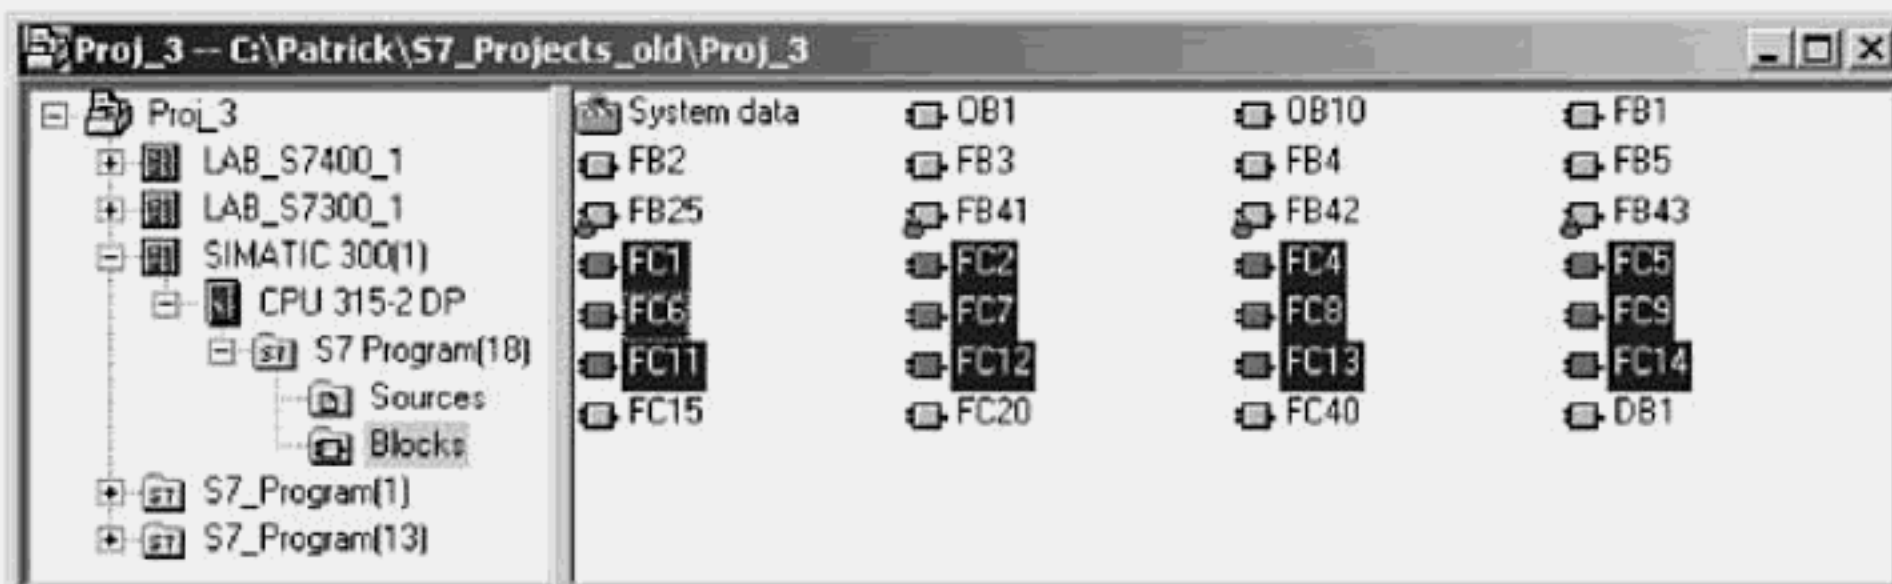 Proj_3 -- C:\Patrick\S7_Projects_old\Proj_3
Proj_3
LAB_S7400_1
LAB_S7300_1
SIMATIC 300(1)
CPU 315-2 DP
S7 Program(18)
Sources
Blocks
S7_Program(1)
S7_Program(13)
System data OB1 OB10 FB1
FB2 FB3 FB4 FB5
FB25 FB41 FB42 FB43
FC1 FC2 FC4 FC5
FC6 FC7 FC8 FC9
FC11 FC12 FC13 FC14
FC15 FC20 FC40 DB1